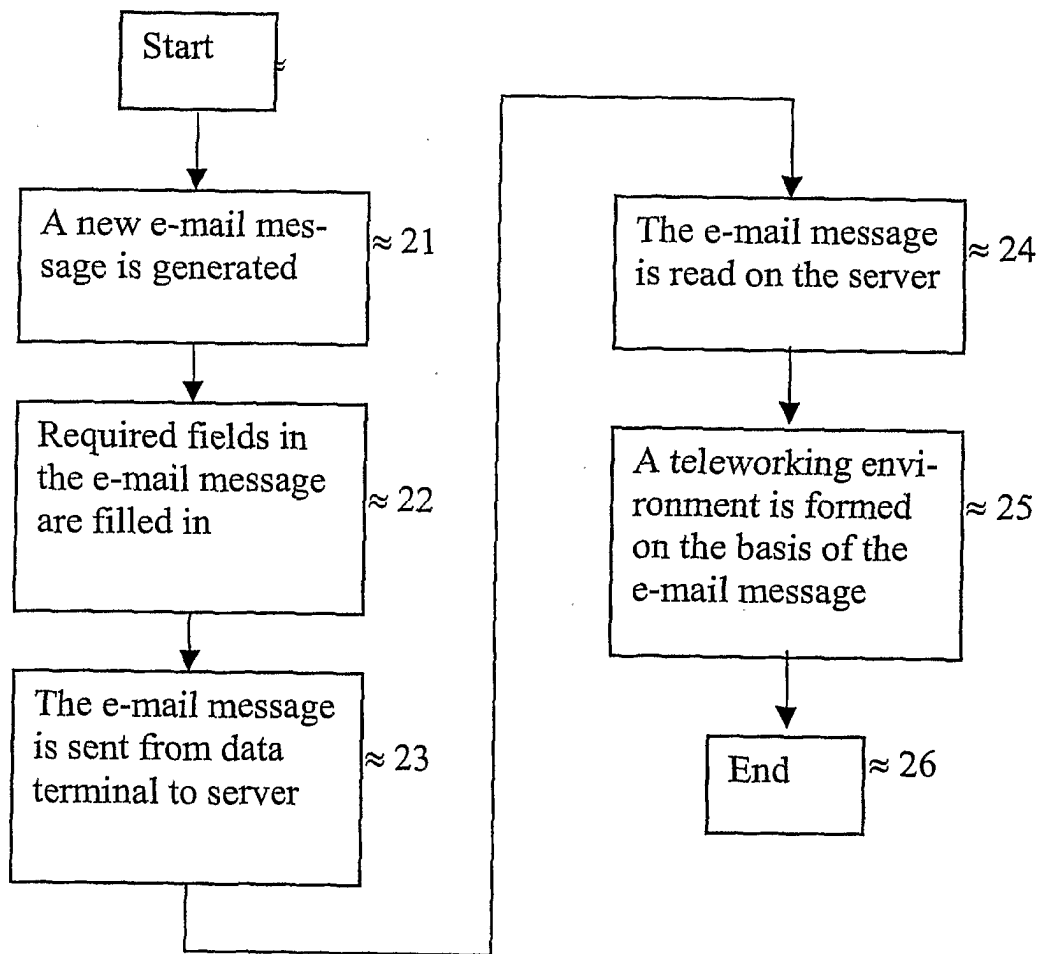 Start ≈
A new e-mail mes-
sage is generated
≈ 21
Required fields in
the e-mail message
are filled in
≈ 22
The e-mail message
is sent from data
terminal to server
≈ 23
The e-mail message
is read on the server
≈ 24
A teleworking envi-
ronment is formed
on the basis of the
e-mail message
≈ 25
End
≈ 26